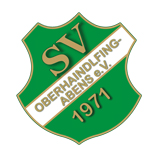 SV
OBERHAINDLFING-
ABENS e.V.
1971